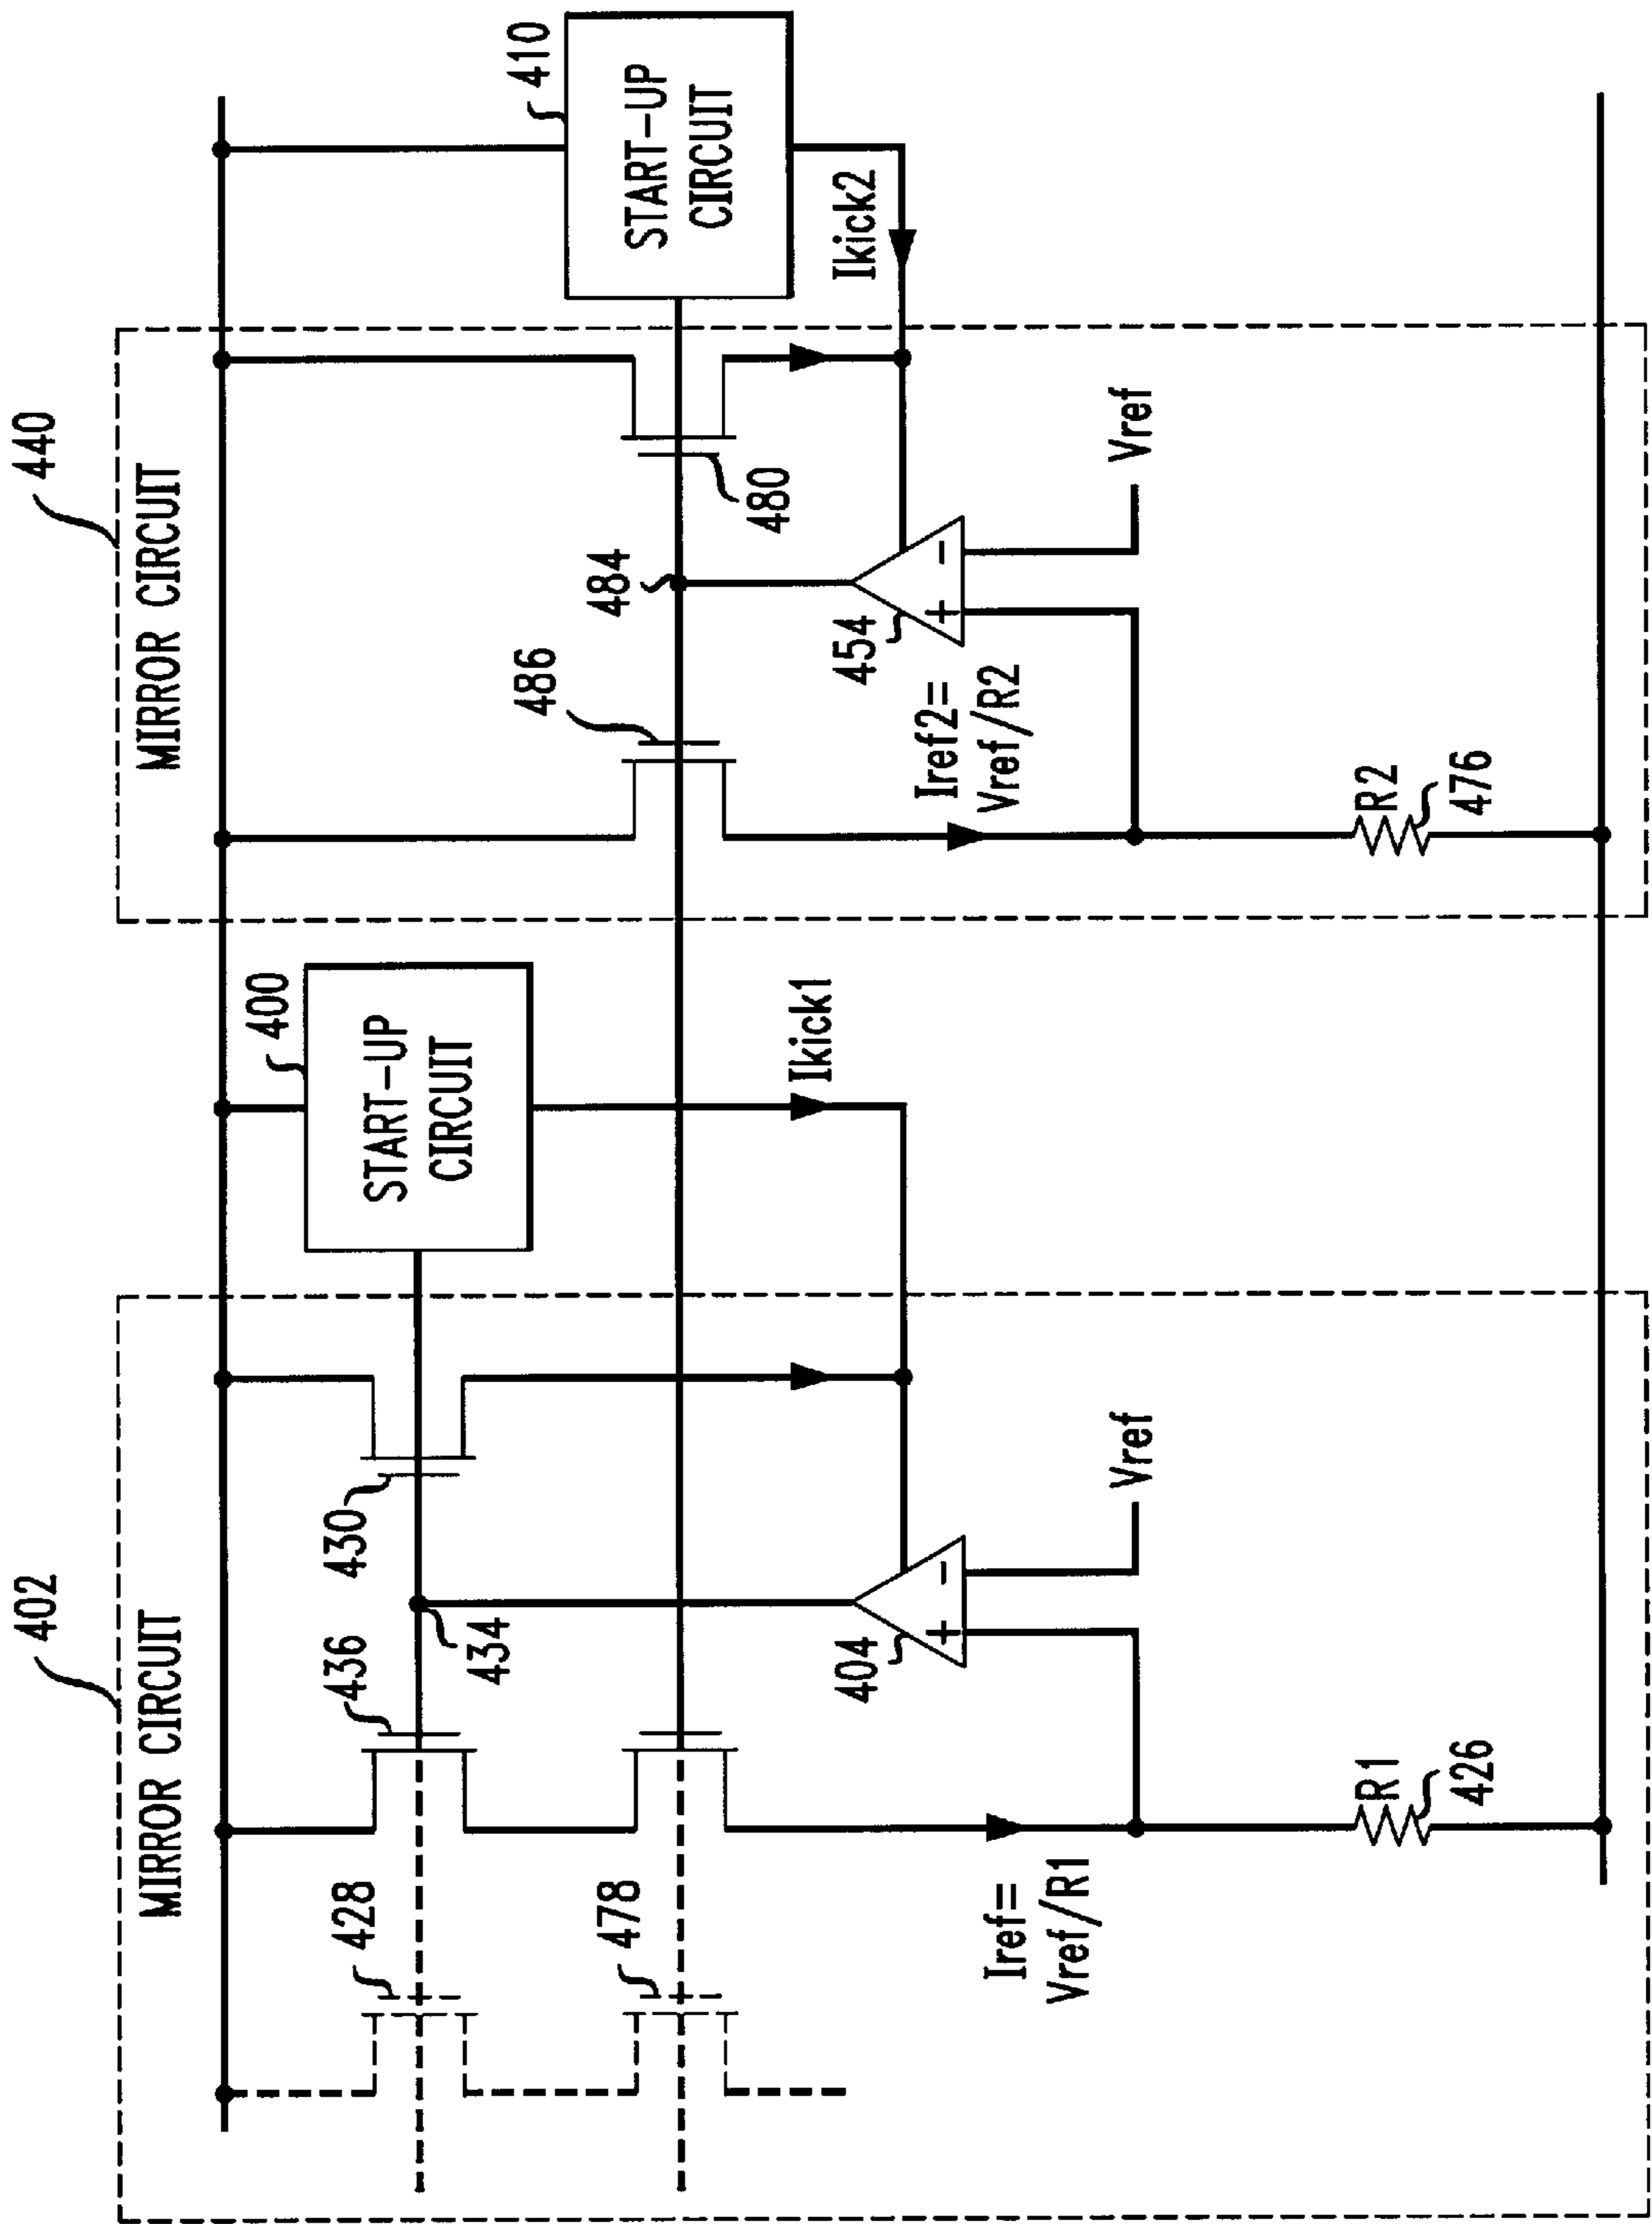 402
MIRROR CIRCUIT
428
436
434
430
400
START-UP
CIRCUIT
478
Ikick1
404
+
-
Vref
Iref=
Vref/R1
R1
426
440
MIRROR CIRCUIT
486
484
480
410
START-UP
CIRCUIT
Ikick2
454
+
-
Vref
Iref2=
Vref/R2
R2
476